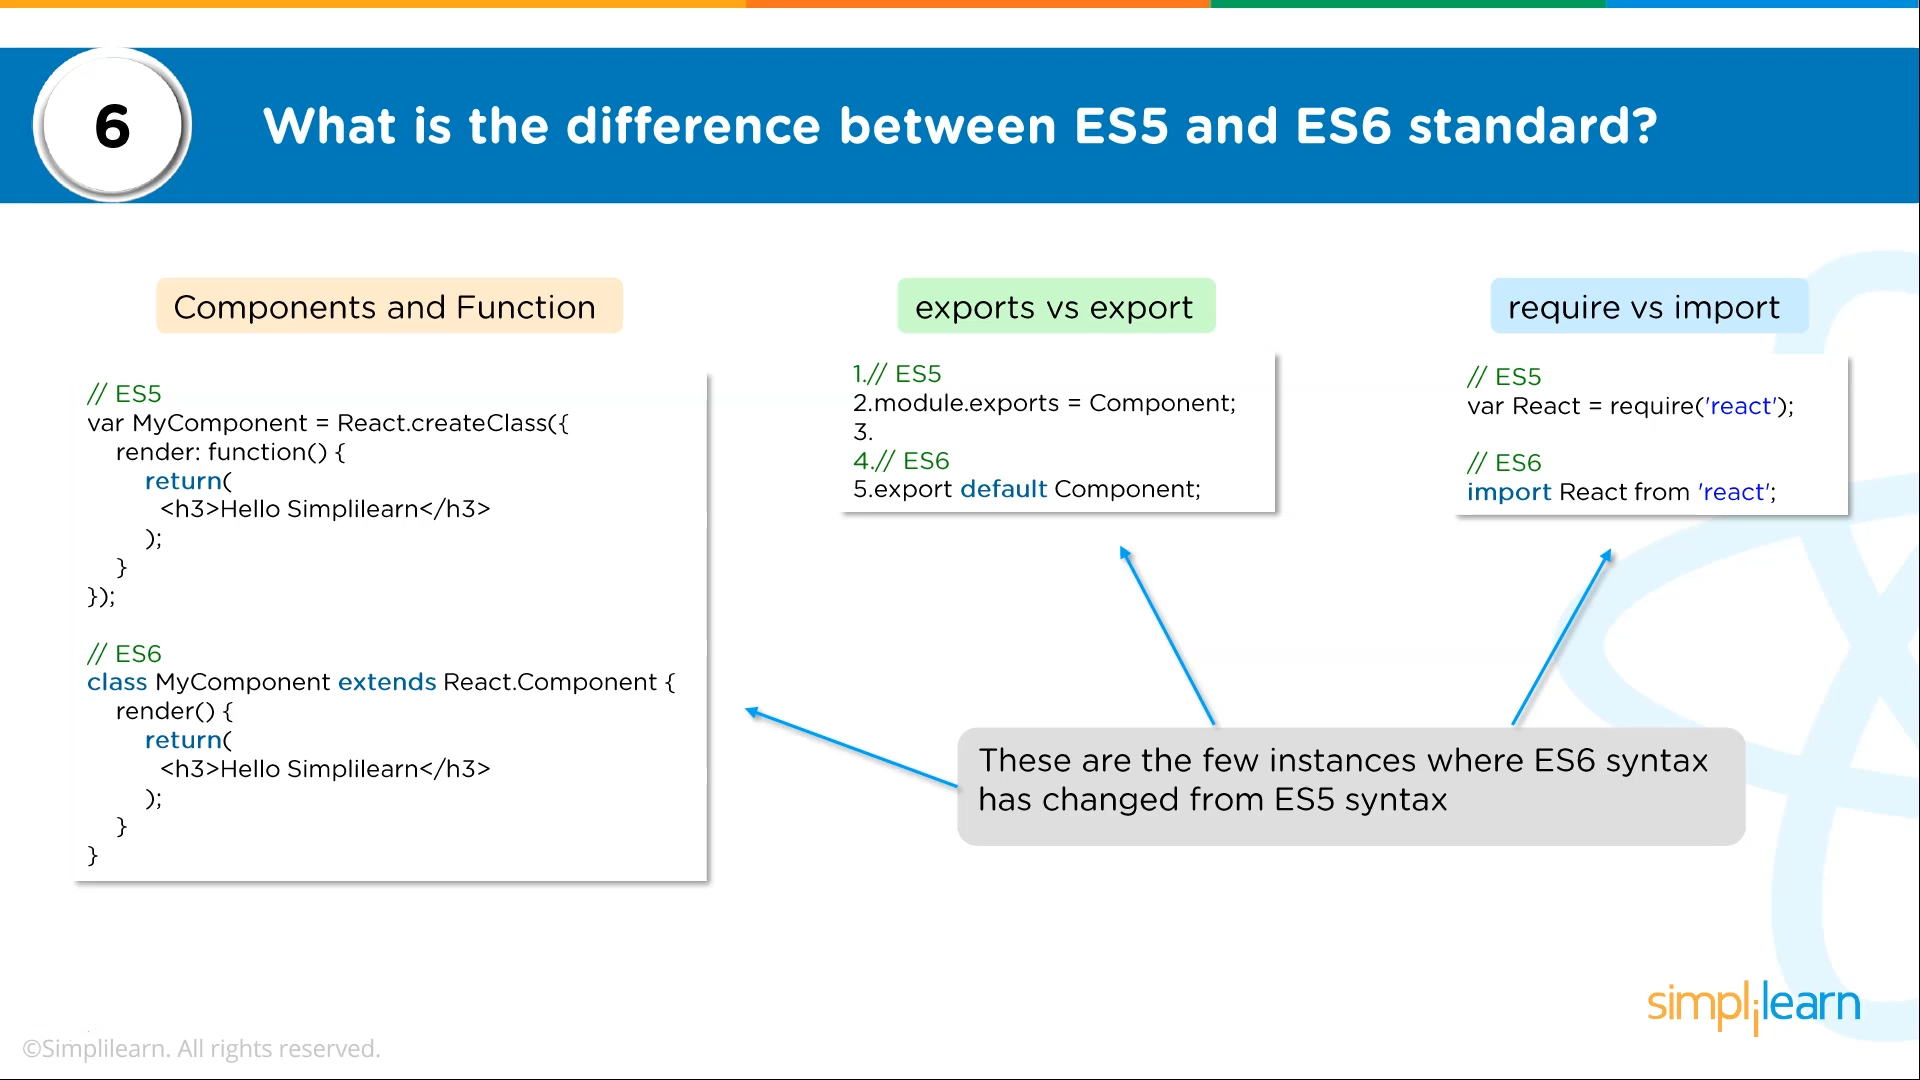 6
What is the difference between ES5 and ES6 standard?
Components and Function
// ES5
var MyComponent = React.createClass({
render: function() {
return(
<h3>Hello Simplilearn</h3>
);
}
});
// ES6
class MyComponent extends React.Component {
render() {
return(
<h3>Hello Simplilearn</h3>
);
}
}
exports vs export
1.// ES5
2.module.exports = Component;
3.
4.// ES6
5.export default Component;
require vs import
// ES5
var React = require('react');
// ES6
import React from 'react';
These are the few instances where ES6 syntax
has changed from ES5 syntax
simplilearn
©Simplilearn. All rights reserved.